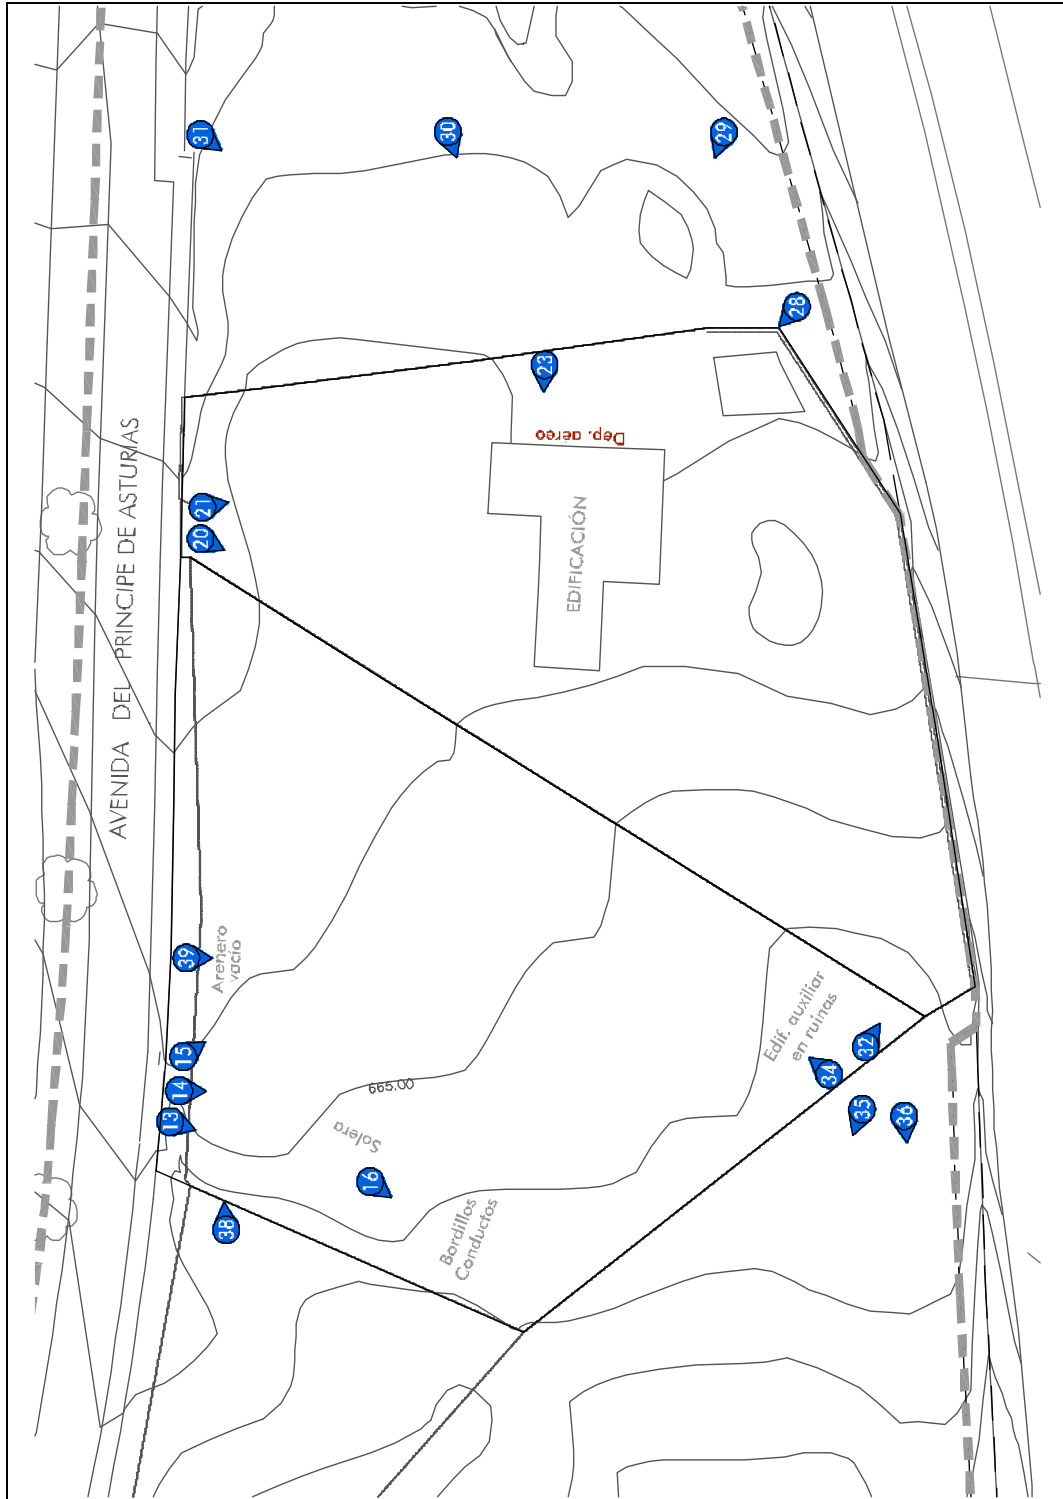 31
30
29
28
23
Dep. aéreo
AVENIDA DEL PRINCIPE DE ASTURIAS
21
20
EDIFICACIÓN
39
Arenero
vacío
15
14
13
665.00
Solera
16
38
Bordillos
Conductos
Edif. auxiliar
en ruinas
32
34
35
36